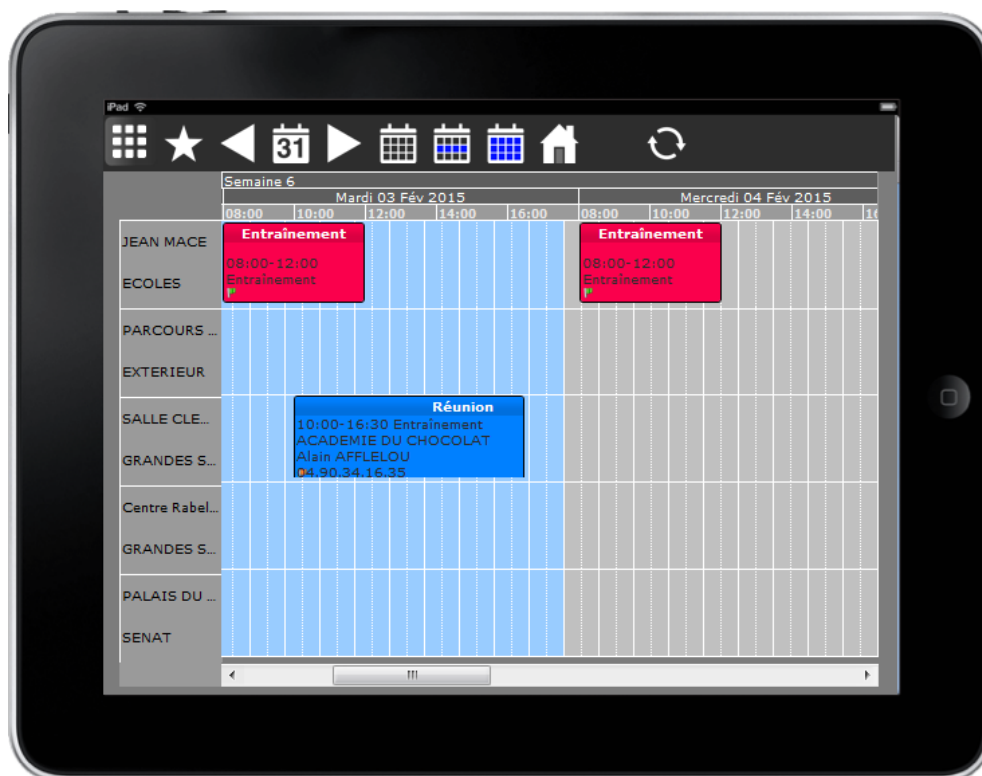 iPad
31
Semaine 6
Mardi 03 Fév 2015
Mercredi 04 Fév 2015
08:00 10:00 12:00 14:00 16:00 08:00 10:00 12:00 14:00
JEAN MACE
ECOLES
Entraînement
08:00-12:00
Entraînement
Entraînement
08:00-12:00
Entraînement
PARCOURS ...
EXTERIEUR
SALLE CLE...
GRANDES S...
Réunion
10:00-16:30 Entraînement
ACADEMIE DU CHOCOLAT
Alain AFFLELOU
04.90.34.16.35
Centre Rabel...
GRANDES S...
PALAIS DU ...
SENAT